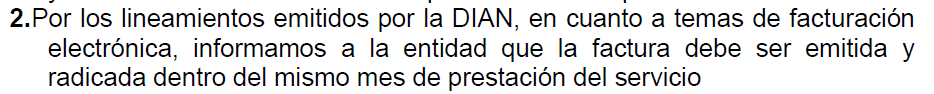 2.Por los lineamientos emitidos por la DIAN, en cuanto a temas de facturación
electrónica, informamos a la entidad que la factura debe ser emitida y
radicada dentro del mismo mes de prestación del servicio